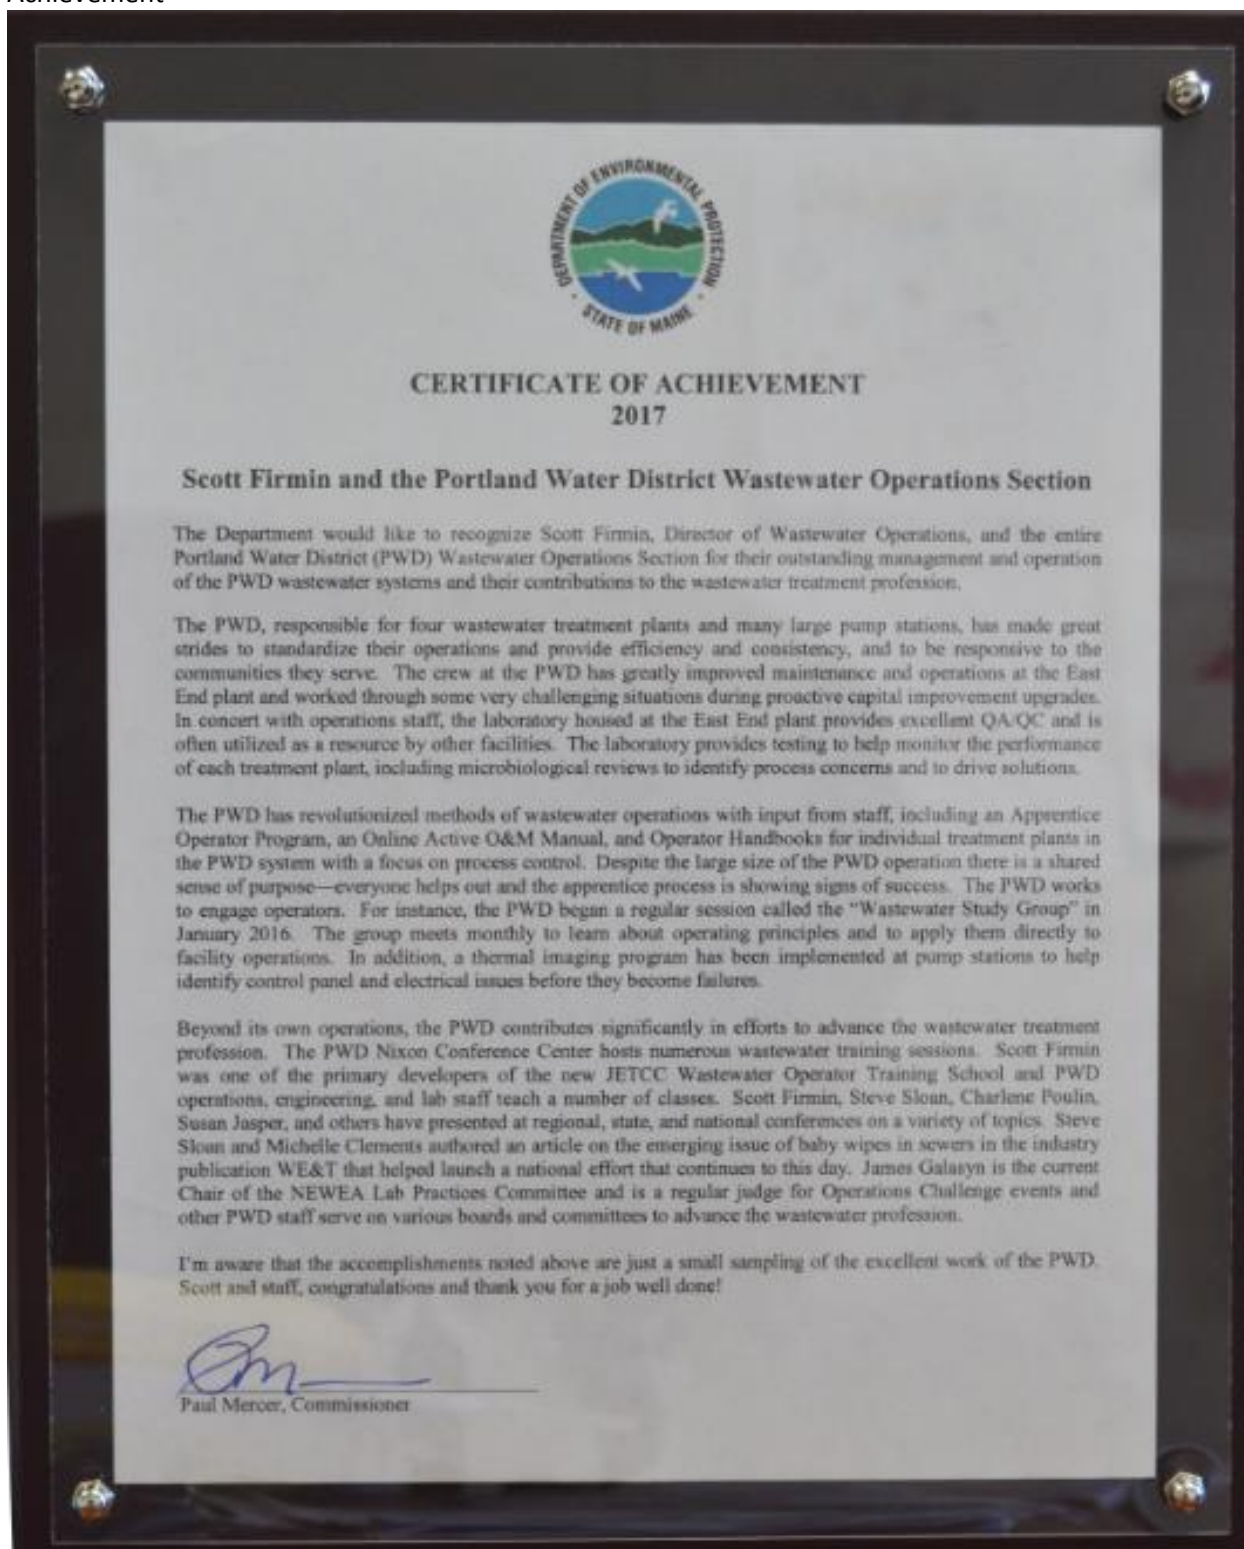 Achievement
DEPARTMENT OF ENVIRONMENTAL PROTECTION
STATE OF MAINE
CERTIFICATE OF ACHIEVEMENT
2017
Scott Firmin and the Portland Water District Wastewater Operations Section
The Department would like to recognize Scott Firmin, Director of Wastewater Operations, and the entire
Portland Water District (PWD) Wastewater Operations Section for their outstanding management and operation
of the PWD wastewater systems and their contributions to the wastewater treatment profession.
The PWD, responsible for four wastewater treatment plants and many large pump stations, has made great
strides to standardize their operations and provide efficiency and consistency, and to be responsive to the
communities they serve. The crew at the PWD has greatly improved maintenance and operations at the East
End plant and worked through some very challenging situations during proactive capital improvement upgrades.
In concert with operations staff, the laboratory housed at the East End plant provides excellent QA/QC and is
often utilized as a resource by other facilities. The laboratory provides testing to help monitor the performance
of each treatment plant, including microbiological reviews to identify process concerns and to drive solutions.
The PWD has revolutionized methods of wastewater operations with input from staff, including an Apprentice
Operator Program, an Online Active O&M Manual, and Operator Handbooks for individual treatment plants in
the PWD system with a focus on process control. Despite the large size of the PWD operation there is a shared
sense of purpose—everyone helps out and the apprentice process is showing signs of success. The PWD works
to engage operators. For instance, the PWD began a regular session called the “Wastewater Study Group” in
January 2016. The group meets monthly to learn about operating principles and to apply them directly to
facility operations. In addition, a thermal imaging program has been implemented at pump stations to help
identify control panel and electrical issues before they become failures.
Beyond its own operations, the PWD contributes significantly in efforts to advance the wastewater treatment
profession. The PWD Nixon Conference Center hosts numerous wastewater training sessions. Scott Firmin
was one of the primary developers of the new JETCC Wastewater Operator Training School and PWD
operations, engineering, and lab staff teach a number of classes. Scott Firmin, Steve Sloan, Charlene Poulin,
Susan Jasper, and others have presented at regional, state, and national conferences on a variety of topics. Steve
Sloan and Michelle Clements authored an article on the emerging issue of baby wipes in sewers in the industry
publication WE&T that helped launch a national effort that continues to this day. James Galasyn is the current
Chair of the NEWEA Lab Practices Committee and is a regular judge for Operations Challenge events and
other PWD staff serve on various boards and committees to advance the wastewater profession.
I'm aware that the accomplishments noted above are just a small sampling of the excellent work of the PWD.
Scott and staff, congratulations and thank you for a job well done!
Paul Mercer, Commissioner